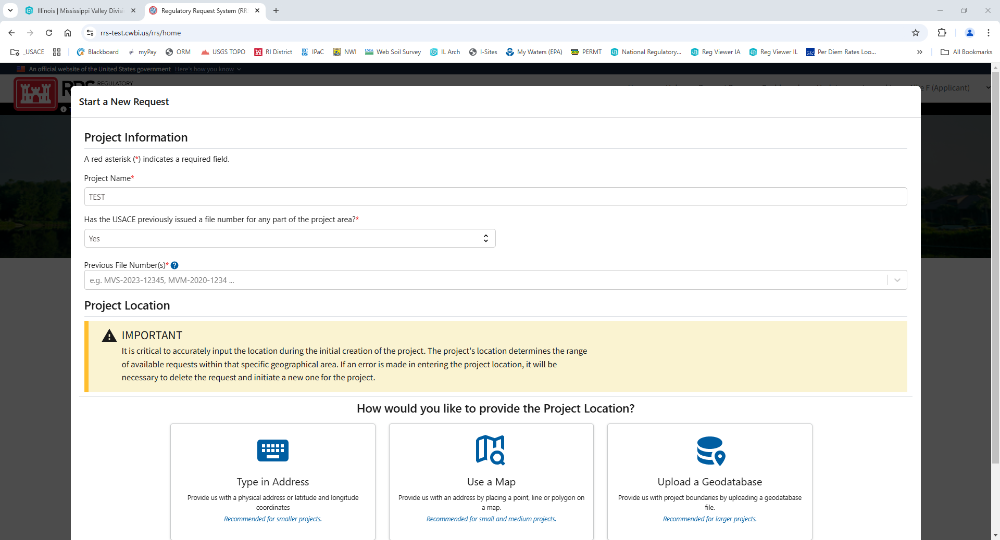 Illinois | Mississippi Valley Divisi
Regulatory Request System (RR
rrs-test.cwbi.us/rrs/home
_USACE
Blackboard
myPay
ORM
USGS TOPO
RI District
IPaC
NWI
Web Soil Survey
IL Arch
I-Sites
My Waters (EPA)
PERMT
National Regulatory...
Reg Viewer IA
Reg Viewer IL
Per Diem Rates Loo...
All Bookmarks
An official website of the United States government Here's how you know
REGULATORY
F (Applicant)
Start a New Request
Project Information
A red asterisk (*) indicates a required field.
Project Name*
TEST
Has the USACE previously issued a file number for any part of the project area?*
Yes
Previous File Number(s)* ?
e.g. MVS-2023-12345, MVM-2020-1234 ...
Project Location
IMPORTANT
It is critical to accurately input the location during the initial creation of the project. The project's location determines the range
of available requests within that specific geographical area. If an error is made in entering the project location, it will be
necessary to delete the request and initiate a new one for the project.
How would you like to provide the Project Location?
Type in Address
Provide us with a physical address or latitude and longitude
coordinates
Recommended for smaller projects.
Use a Map
Provide us with an address by placing a point, line or polygon on
a map.
Recommended for small and medium projects.
Upload a Geodatabase
Provide us with project boundaries by uploading a geodatabase
file.
Recommended for larger projects.